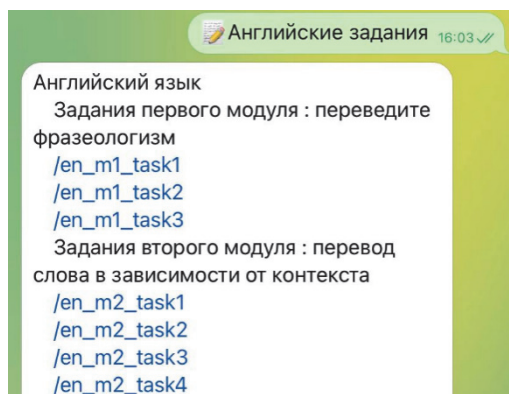 📝Английские задания 16:03
Английский язык
Задания первого модуля : переведите
фразеологизм
/en_m1_task1
/en_m1_task2
/en_m1_task3
Задания второго модуля : перевод
слова в зависимости от контекста
/en_m2_task1
/en_m2_task2
/en_m2_task3
/en_m2_task4